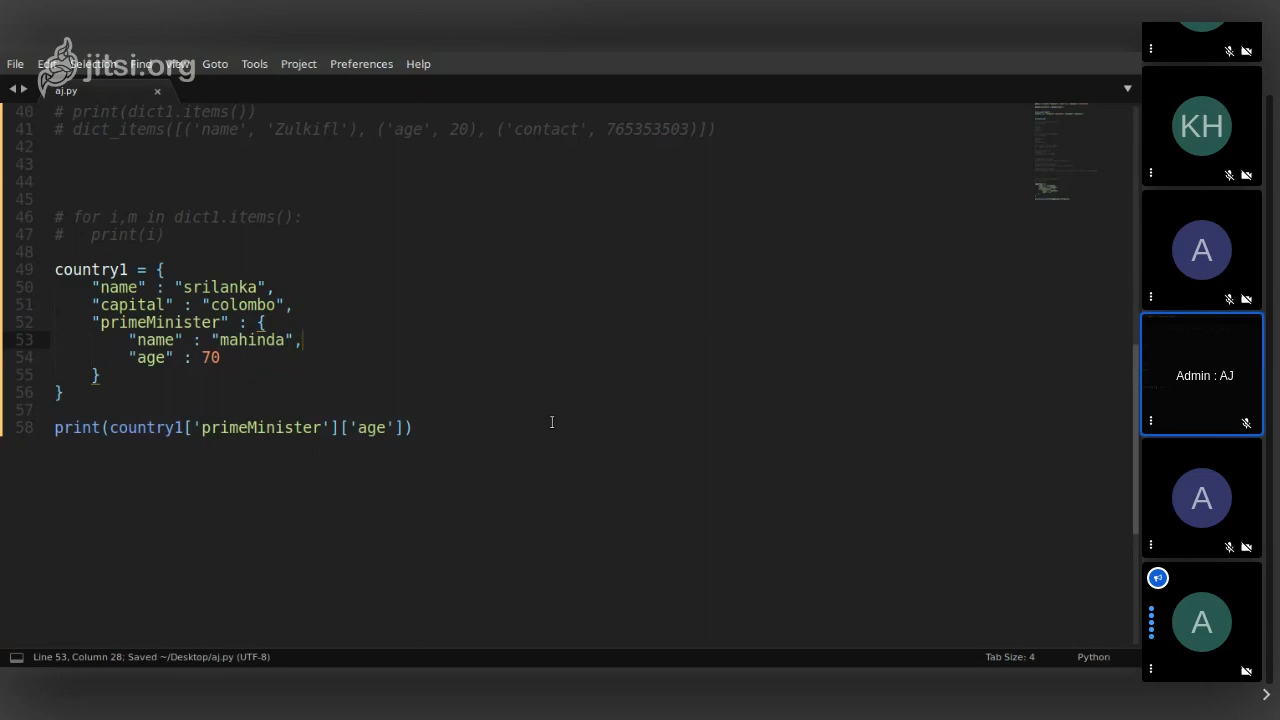 jitsi.org
File Edit Selection Find View Goto Tools Project Preferences Help
aj.py
40 # print(dict1.items())
41 # dict_items([('name', 'Zulkifl'), ('age', 20), ('contact', 765353503)])
42
43
44
45
46 # for i,m in dict1.items():
47 #   print(i)
48
49 country1 = {
50     "name" : "srilanka",
51     "capital" : "colombo",
52     "primeMinister" : {
53         "name" : "mahinda",
54         "age" : 70
55     }
56 }
57
58 print(country1['primeMinister']['age'])
Line 53, Column 28; Saved ~/Desktop/aj.py (UTF-8)
Tab Size: 4
Python
KH
A
Admin : AJ
A
A